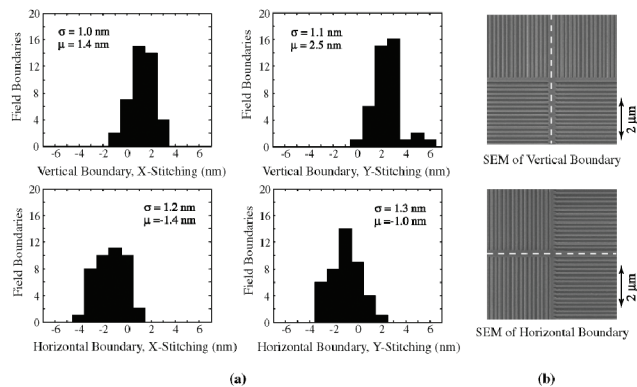 σ = 1.0 nm
μ = 1.4 nm
Field Boundaries
20
16
12
8
4
0
-6 -4 -2 0 2 4 6
Vertical Boundary, X-Stitching (nm)
σ = 1.1 nm
μ = 2.5 nm
Field Boundaries
20
16
12
8
4
0
-6 -4 -2 0 2 4 6
Vertical Boundary, Y-Stitching (nm)
2 μm
SEM of Vertical Boundary
σ = 1.2 nm
μ =-1.4 nm
Field Boundaries
20
16
12
8
4
0
-6 -4 -2 0 2 4 6
Horizontal Boundary, X-Stitching (nm)
σ = 1.3 nm
μ =-1.0 nm
Field Boundaries
20
16
12
8
4
0
-6 -4 -2 0 2 4 6
Horizontal Boundary, Y-Stitching (nm)
2 μm
SEM of Horizontal Boundary
(a)
(b)